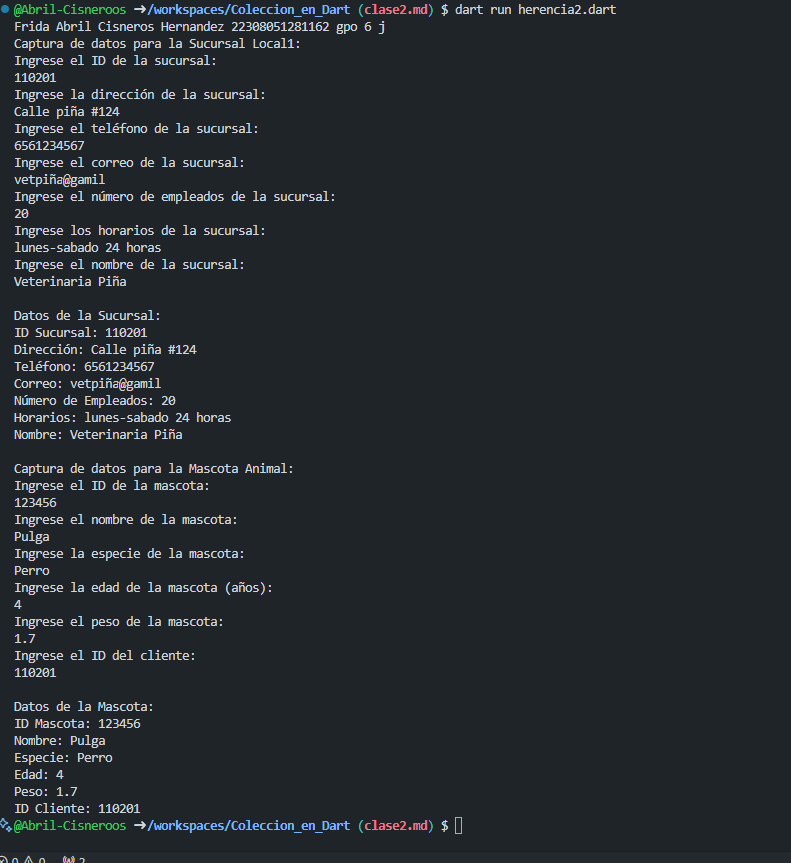 @Abril-Cisneroos ➜/workspaces/Coleccion_en_Dart (clase2.md) $ dart run herencia2.dart
Frida Abril Cisneros Hernandez 22308051281162 gpo 6 j
Captura de datos para la Sucursal Local1:
Ingrese el ID de la sucursal:
110201
Ingrese la dirección de la sucursal:
Calle piña #124
Ingrese el teléfono de la sucursal:
6561234567
Ingrese el correo de la sucursal:
vetpiña@gamil
Ingrese el número de empleados de la sucursal:
20
Ingrese los horarios de la sucursal:
lunes-sabado 24 horas
Ingrese el nombre de la sucursal:
Veterinaria Piña

Datos de la Sucursal:
ID Sucursal: 110201
Dirección: Calle piña #124
Teléfono: 6561234567
Correo: vetpiña@gamil
Número de Empleados: 20
Horarios: lunes-sabado 24 horas
Nombre: Veterinaria Piña

Captura de datos para la Mascota Animal:
Ingrese el ID de la mascota:
123456
Ingrese el nombre de la mascota:
Pulga
Ingrese la especie de la mascota:
Perro
Ingrese la edad de la mascota (años):
4
Ingrese el peso de la mascota:
1.7
Ingrese el ID del cliente:
110201

Datos de la Mascota:
ID Mascota: 123456
Nombre: Pulga
Especie: Perro
Edad: 4
Peso: 1.7
ID Cliente: 110201
@Abril-Cisneroos ➜/workspaces/Coleccion_en_Dart (clase2.md) $
0 0 2